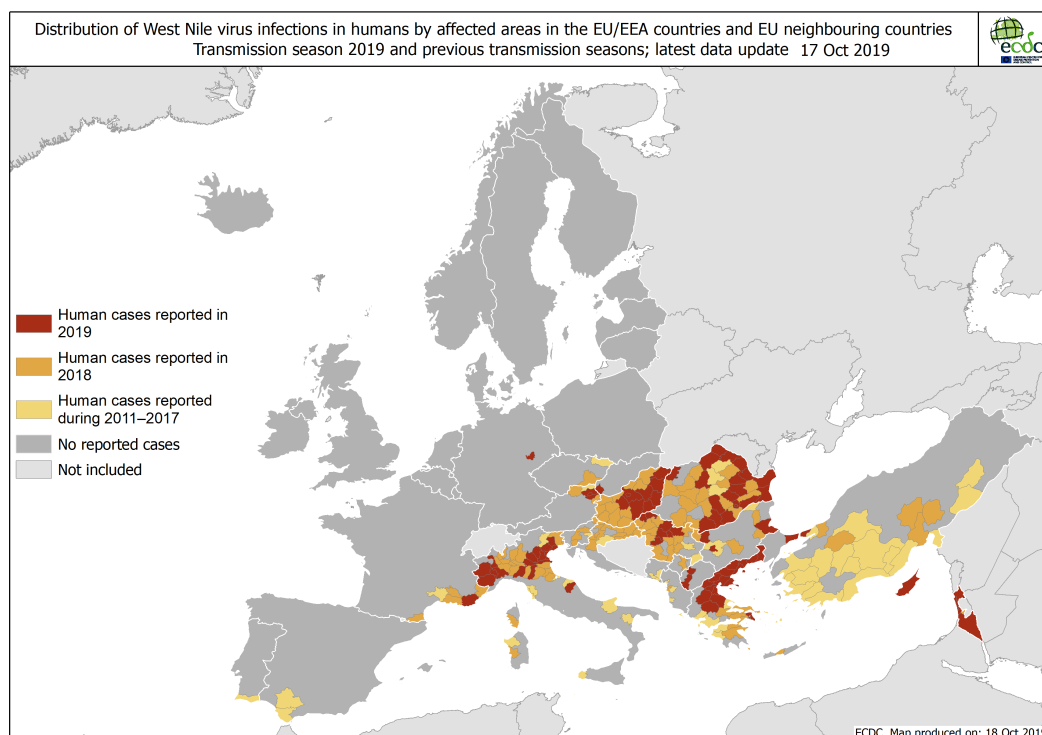 Distribution of West Nile virus infections in humans by affected areas in the EU/EEA countries and EU neighbouring countries
Transmission season 2019 and previous transmission seasons; latest data update 17 Oct 2019
ecdc
Human cases reported in
2019
Human cases reported in
2018
Human cases reported
during 2011–2017
No reported cases
Not included
ECDC. Map produced on: 18 Oct 2019